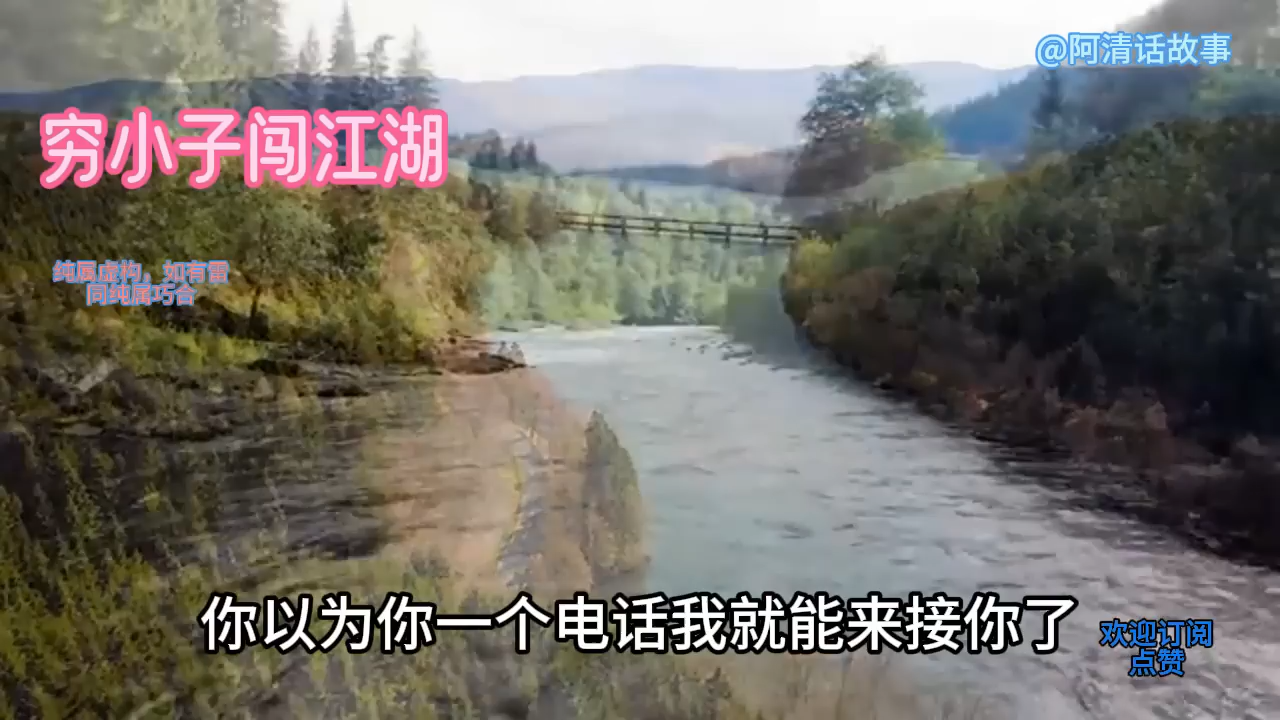 @阿清话故事
穷小子闯江湖
纯属虚构，如有雷
同纯属巧合
你以为你一个电话我就能来接你了
欢迎订阅
点赞